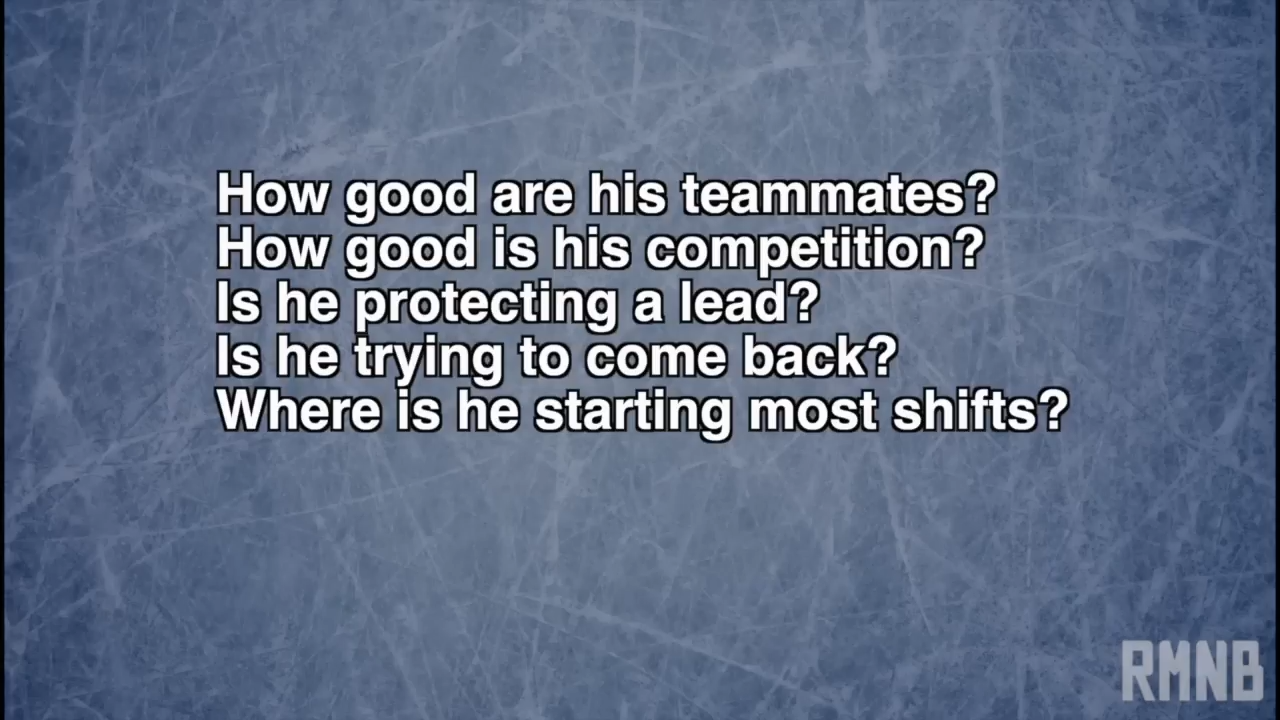 How good are his teammates?
How good is his competition?
Is he protecting a lead?
Is he trying to come back?
Where is he starting most shifts?
RMNB